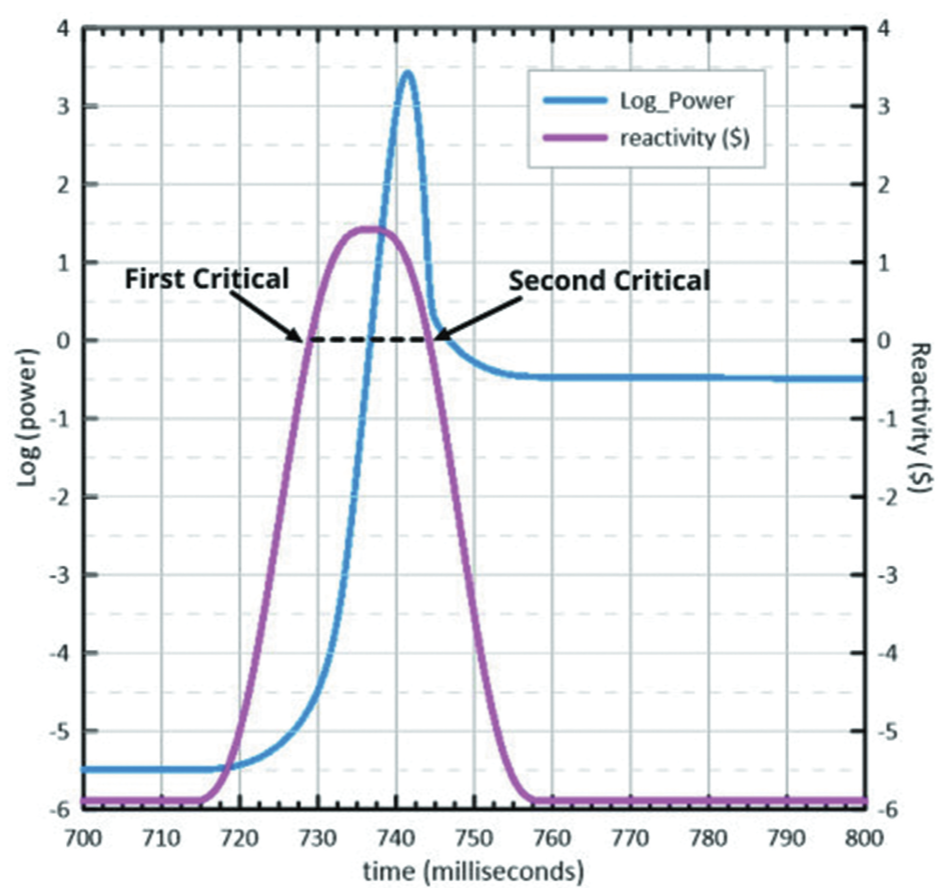 4 4
3 3
2 2
1 1
0 0
-1 -1
-2 -2
-3 -3
-4 -4
-5 -5
-6 -6
Log_Power
reactivity ($)
First Critical
Second Critical
Log (power)
Reactivity ($)
700 710 720 730 740 750 760 770 780 790 800
time (milliseconds)